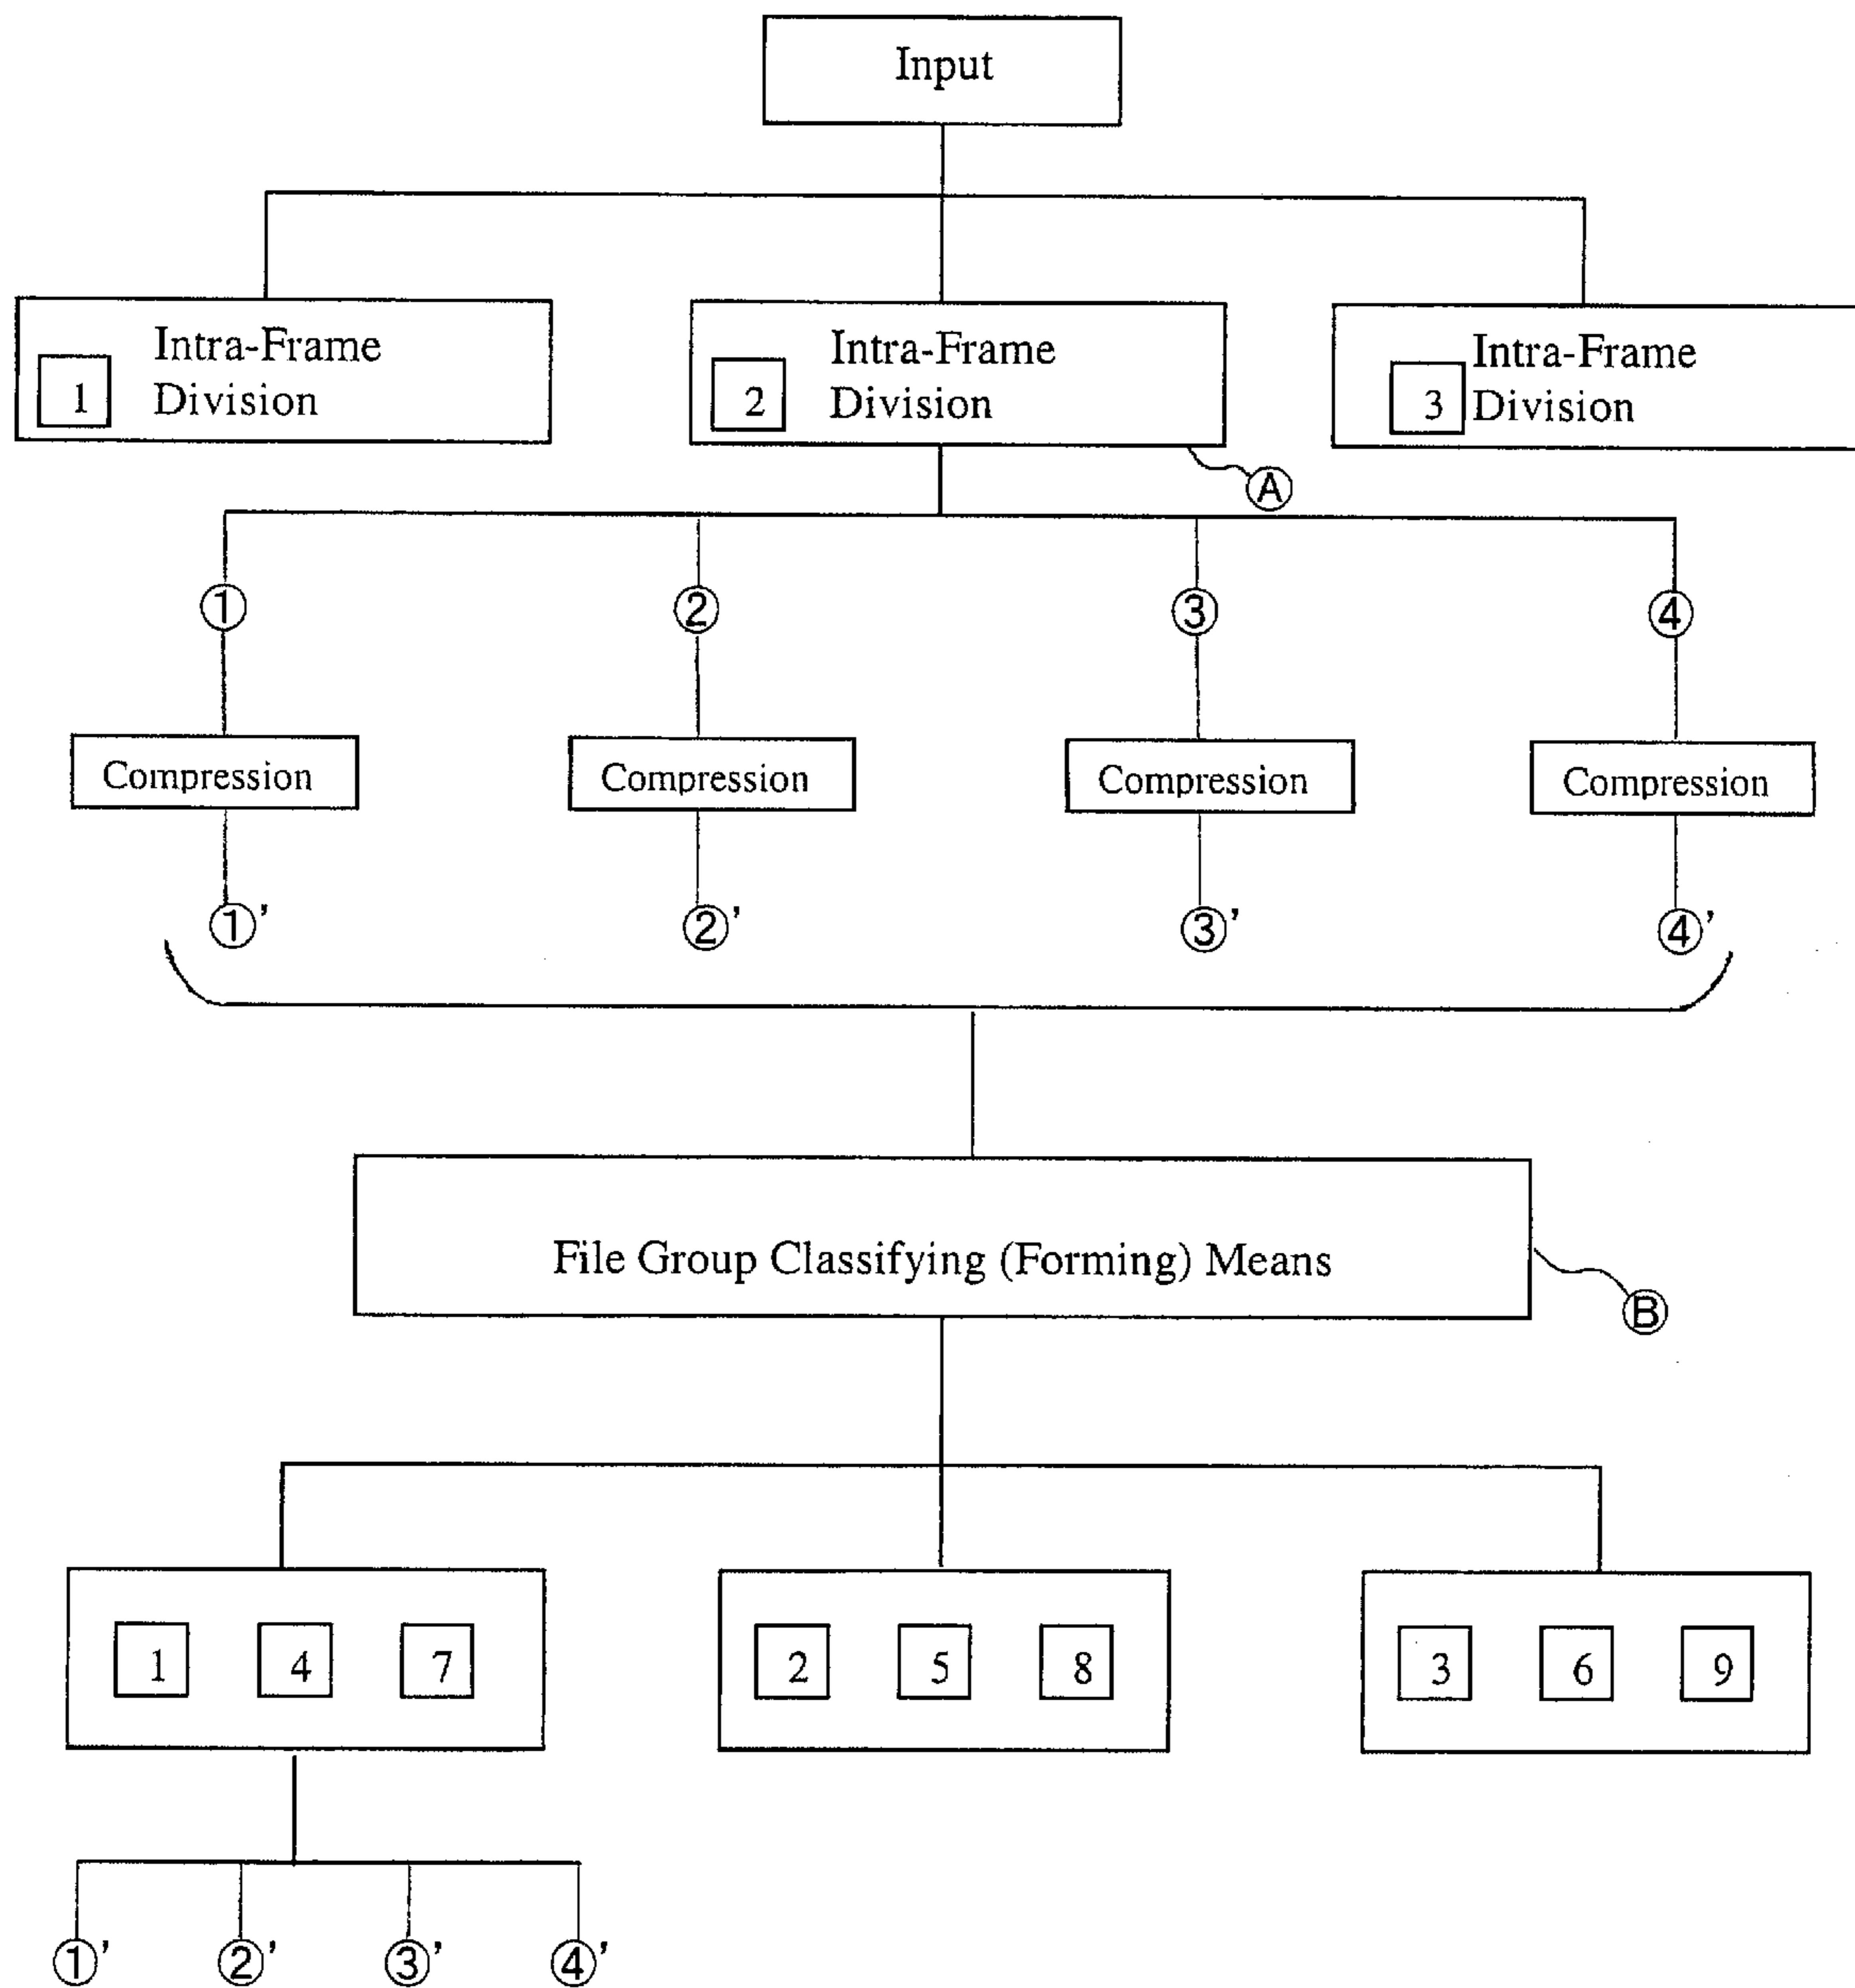 Input
Intra-Frame
Division
1
Intra-Frame
Division
2
Intra-Frame
Division
3
Ⓐ
① ② ③ ④
Compression Compression Compression Compression
①’ ②’ ③’ ④’
File Group Classifying (Forming) Means
Ⓑ
1 4 7 2 5 8 3 6 9
①’ ②’ ③’ ④’